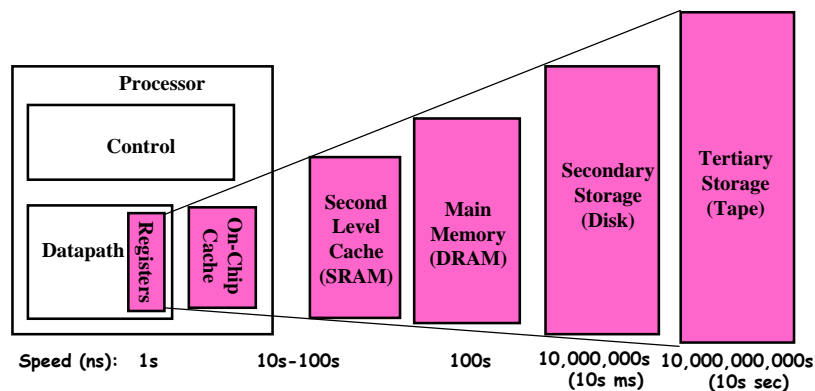 Processor
Control
Datapath
Registers
On-Chip
Cache
Second
Level
Cache
(SRAM)
Main
Memory
(DRAM)
Secondary
Storage
(Disk)
Tertiary
Storage
(Tape)
Speed (ns): 1s 10s-100s 100s 10,000,000s 10,000,000,000s
(10s ms) (10s sec)